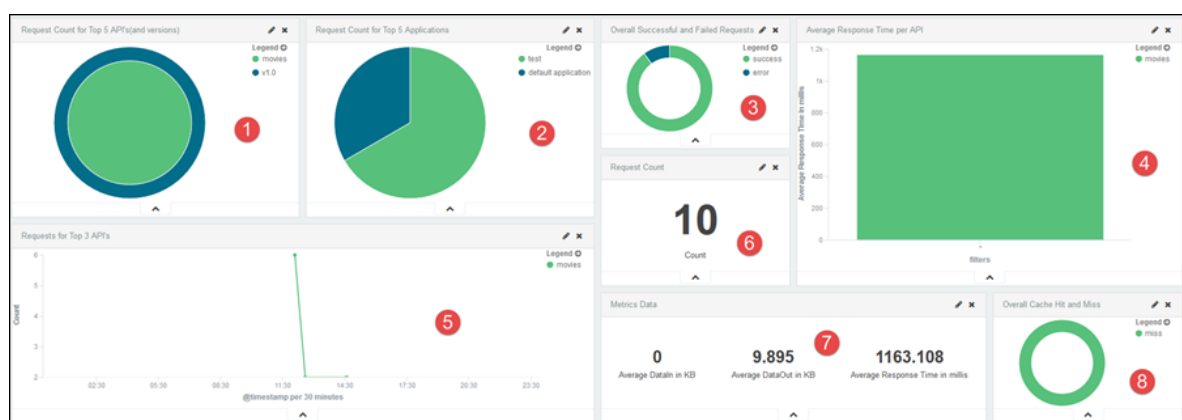 Request Count for Top 5 API's(and versions)
Legend
movies
v1.0
1
Request Count for Top 5 Applications
Legend
test
default application
2
Overall Successful and Failed Requests
Legend
success
error
3
Average Response Time per API
Legend
movies
Average Response Time in millis
1.2k
1k
800
600
400
200
0
filters
4
Request Count
10
Count
6
Requests for Top 3 API's
Legend
movies
Count
6
5
4
3
2
02:30
05:30
08:30
11:30
14:30
17:30
20:30
23:30
@timestamp per 30 minutes
5
Metrics Data
0
Average DataIn in KB
9.895
Average DataOut in KB
1163.108
Average Response Time in millis
7
Overall Cache Hit and Miss
Legend
miss
8